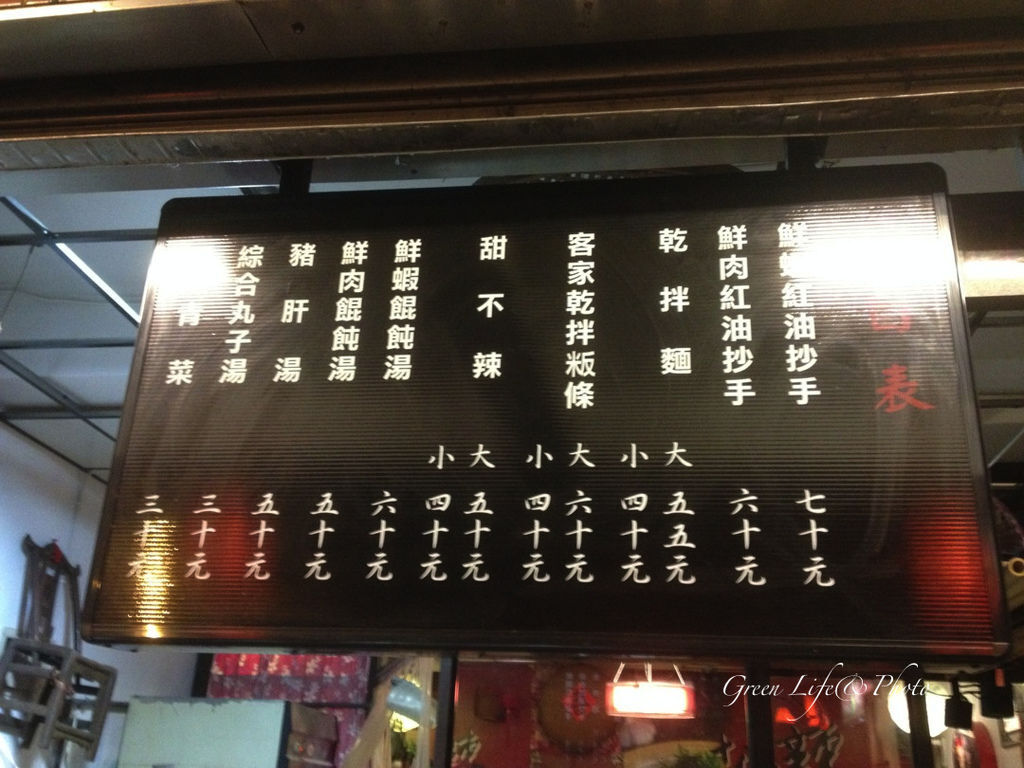 表
鮮蝦紅油抄手 七十元
鮮肉紅油抄手 六十元
乾拌麵 大 五五元 小 四十元
客家乾拌粄條 大 六十元 小 四十元
甜不辣 大 五十元 小 四十元
鮮蝦餛飩湯 六十元
鮮肉餛飩湯 五十元
豬肝湯 五十元
綜合丸子湯 三十元
青菜 三十元
Green Life@Photo